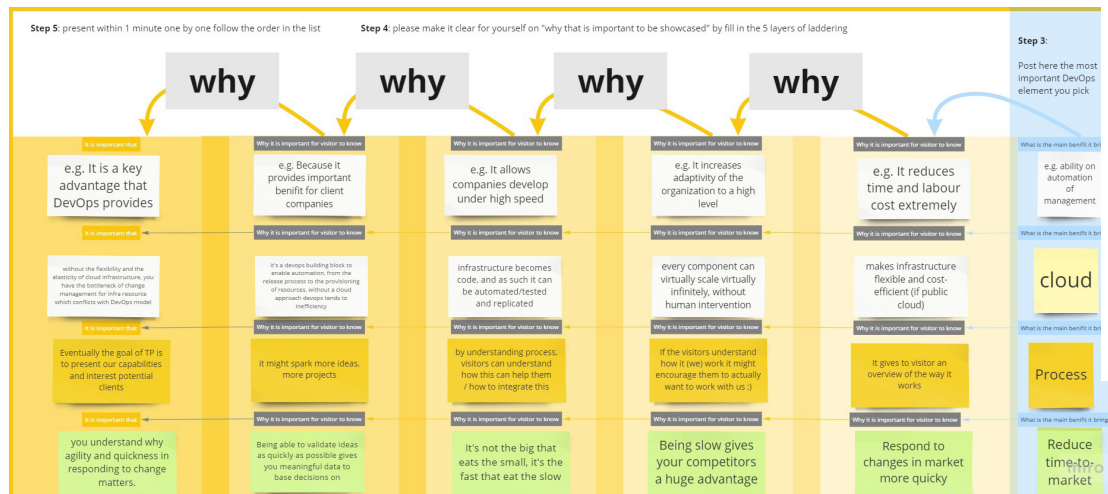 Step 5: present within 1 minute one by one follow the order in the list
Step 4: please make it clear for yourself on "why that is important to be showcased" by fill in the 5 layers of laddering
Step 3:
Post here the most
important DevOps
element you pick
why
why
why
why
It is important that
Why it is important for visitor to know
Why it is important for visitor to know
Why it is important for visitor to know
Why it is important for visitor to know
What is the main benifit it bring
e.g. It is a key
advantage that
DevOps provides
e.g. Because it
provides important
benifit for client
companies
e.g. It allows
companies develop
under high speed
e.g. It increases
adaptivity of the
organization to a high
level
e.g. It reduces
time and labour
cost extremely
e.g. ability on
automation
of
management
It is important that
Why it is important for visitor to know
Why it is important for visitor to know
Why it is important for visitor to know
Why it is important for visitor to know
What is the main benifit it bring
without the flexibility and the
elasticity of cloud infrastructure, you
have the bottleneck of change
management for infra resource
which conflicts with DevOps model
it's a devops building block to
enable automation, from the
release process to the provisioning
of resources, without a cloud
approach devops tends to
inefficiency
infrastructure becomes
code, and as such it can
be automated/tested
and replicated
every component can
virtually scale virtually
infinitely, without
human intervention
makes infrastructure
flexible and cost-
efficient (if public
cloud)
cloud
It is important that
Why it is important for visitor to know
Why it is important for visitor to know
Why it is important for visitor to know
Why it is important for visitor to know
What is the main benifit it bring
Eventually the goal of TP is
to present our capabilities
and interest potential
clients
it might spark more ideas,
more projects
by understanding process,
visitors can understand
how this can help them
/ how to integrate this
If the visitors understand
how it (we) work it might
encourage them to actually
want to work with us ;)
It gives to visitor an
overview of the way it
works
Process
It is important that
Why it is important for visitor to know
Why it is important for visitor to know
Why it is important for visitor to know
Why it is important for visitor to know
What is the main benifit it bring
you understand why
agility and quickness in
responding to change
matters.
Being able to validate ideas
as quickly as possible gives
you meaningful data to
base decisions on
It's not the big that
eats the small, it's the
fast that eat the slow
Being slow gives
your competitors
a huge advantage
Respond to
changes in market
more quicky
Reduce
time-to-
market
miro